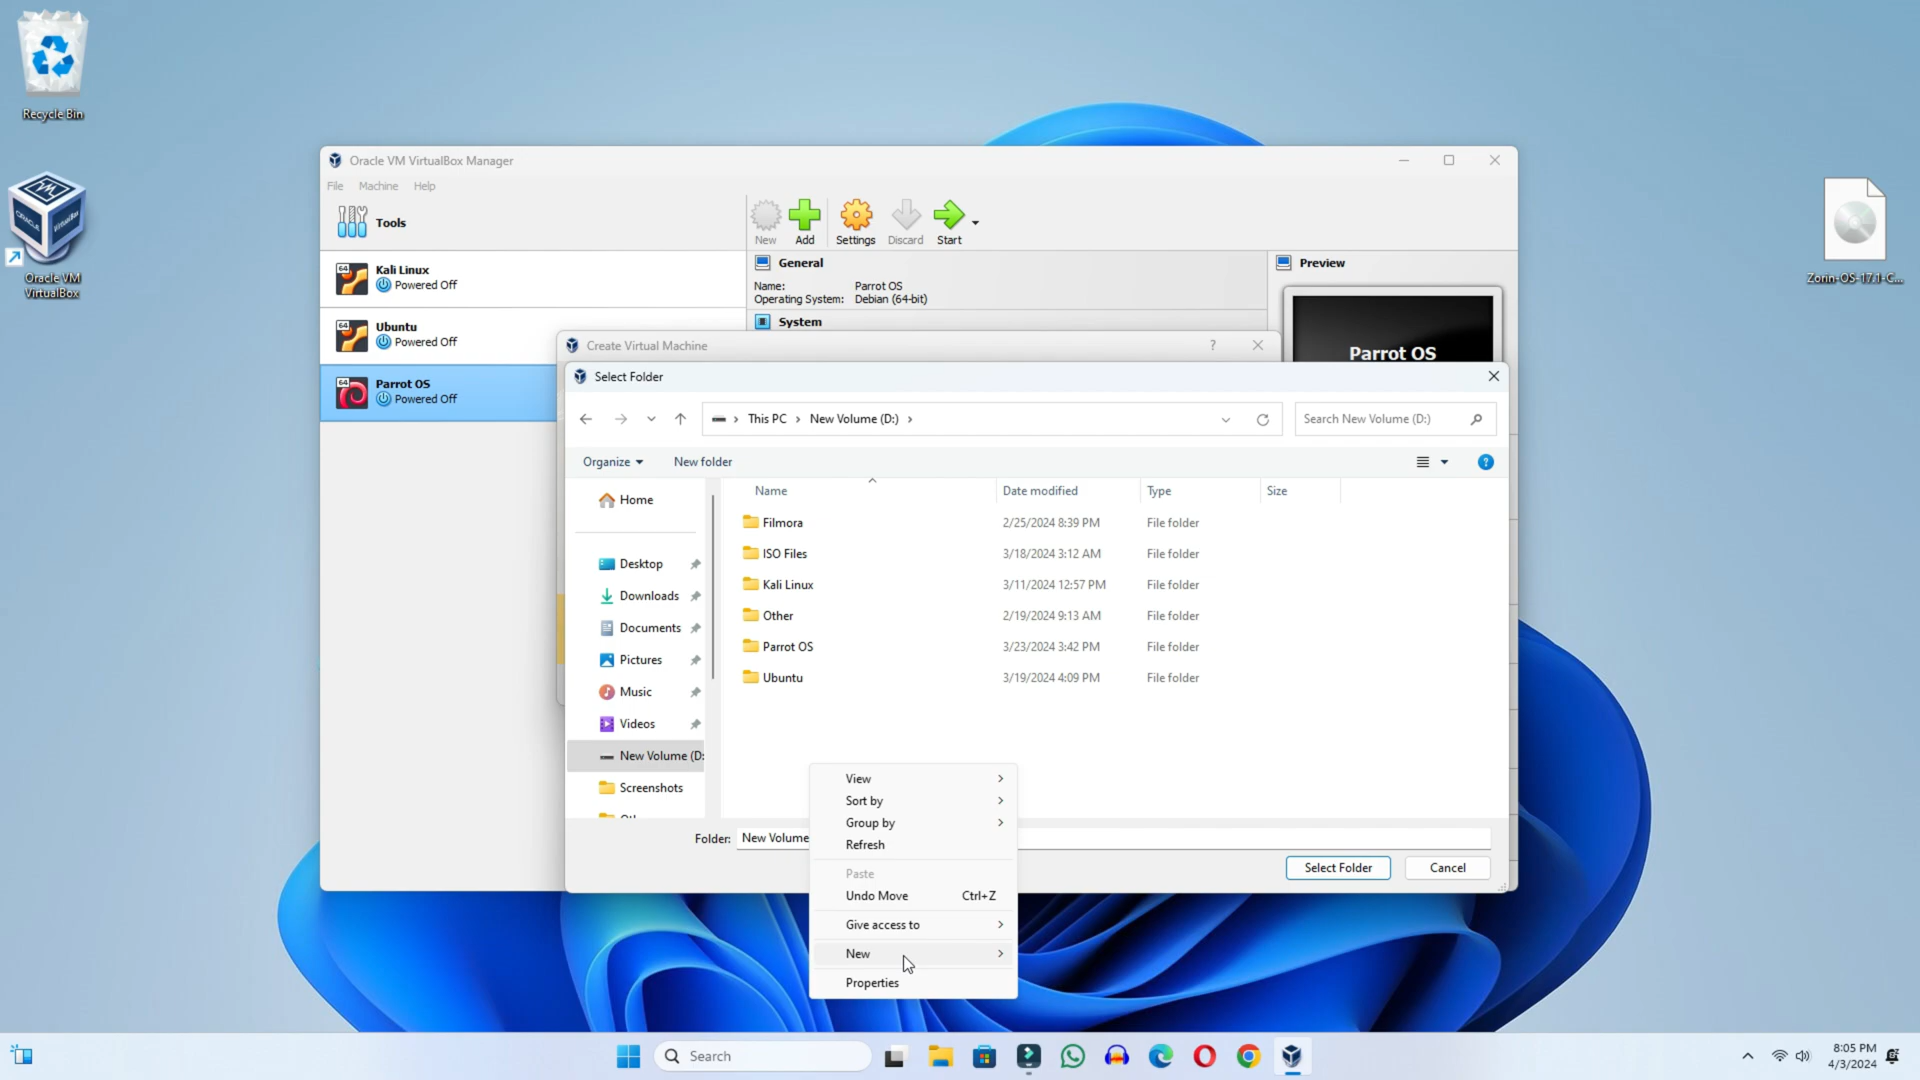 Recycle Bin
Oracle VM
VirtualBox
Zorin-OS-17.1-C...
Oracle VM VirtualBox Manager
File Machine Help
Tools
New Add Settings Discard Start
Kali Linux
Powered Off
Ubuntu
Powered Off
Parrot OS
Powered Off
General
Name: Parrot OS
Operating System: Debian (64-bit)
System
Preview
Parrot OS
Create Virtual Machine
?
Select Folder
This PC > New Volume (D:) >
Search New Volume (D:)
Organize New folder
Home
Desktop
Downloads
Documents
Pictures
Music
Videos
New Volume (D:
Screenshots
Name Date modified Type Size
Filmora 2/25/2024 8:39 PM File folder
ISO Files 3/18/2024 3:12 AM File folder
Kali Linux 3/11/2024 12:57 PM File folder
Other 2/19/2024 9:13 AM File folder
Parrot OS 3/23/2024 3:42 PM File folder
Ubuntu 3/19/2024 4:09 PM File folder
Folder: New Volume
Select Folder Cancel
View
Sort by
Group by
Refresh
Paste
Undo Move Ctrl+Z
Give access to
New
Properties
Search
8:05 PM
4/3/2024